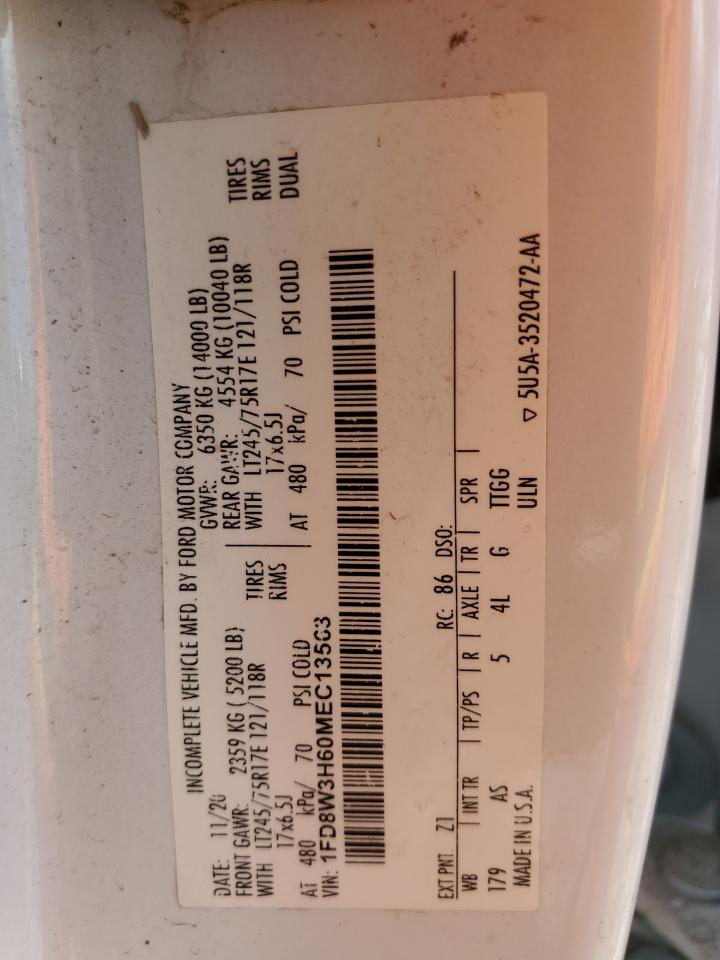 INCOMPLETE VEHICLE MFD. BY FORD MOTOR COMPANY
DATE: 11/20 GVWR: 6350 KG (14000 LB)
FRONT GAWR: 2359 KG ( 5200 LB) REAR GAWR: 4554 KG (10040 LB)
WITH LT245/75R17E 121/118R TIRES WITH LT245/75R17E 121/118R TIRES
17x6.5J RIMS 17x6.5J RIMS
AT 480 kPa/ 70 PSI COLD AT 480 kPa/ 70 PSI COLD DUAL
VIN: 1FD8W3H60MEC13503
EXT PNT: Z1 RC: 86 DSO:
WB INT TR TP/PS R AXLE TR SPR
179 AS 5 4L G TTGG
MADE IN U.S.A. ULN ▽ 5U5A-3520472-AA